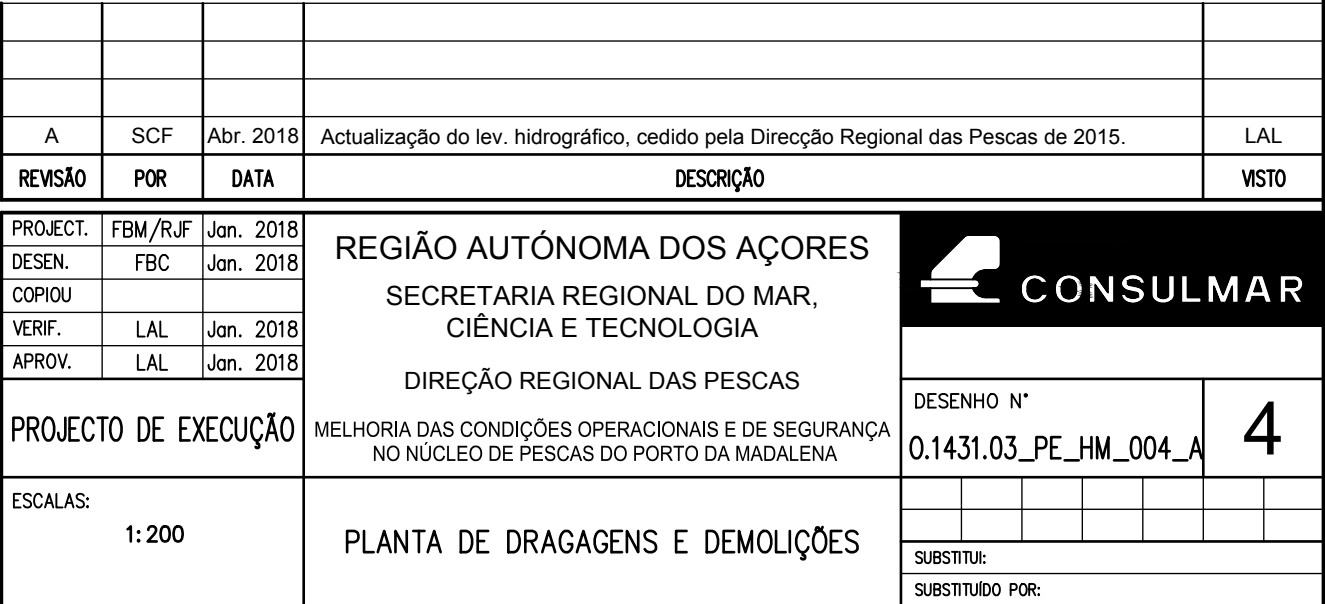 A SCF Abr. 2018 Actualização do lev. hidrográfico, cedido pela Direcção Regional das Pescas de 2015. LAL
REVISÃO POR DATA DESCRIÇÃO VISTO
PROJECT. FBM/RJF Jan. 2018
DESEN. FBC Jan. 2018
COPIOU
VERIF. LAL Jan. 2018
APROV. LAL Jan. 2018
PROJECTO DE EXECUÇÃO
ESCALAS:
1:200
REGIÃO AUTÓNOMA DOS AÇORES
SECRETARIA REGIONAL DO MAR,
CIÊNCIA E TECNOLOGIA
DIREÇÃO REGIONAL DAS PESCAS
MELHORIA DAS CONDIÇÕES OPERACIONAIS E DE SEGURANÇA
NO NÚCLEO DE PESCAS DO PORTO DA MADALENA
PLANTA DE DRAGAGENS E DEMOLIÇÕES
CONSULMAR
DESENHO N°
0.1431.03_PE_HM_004_A
4
SUBSTITUI:
SUBSTITUÍDO POR: